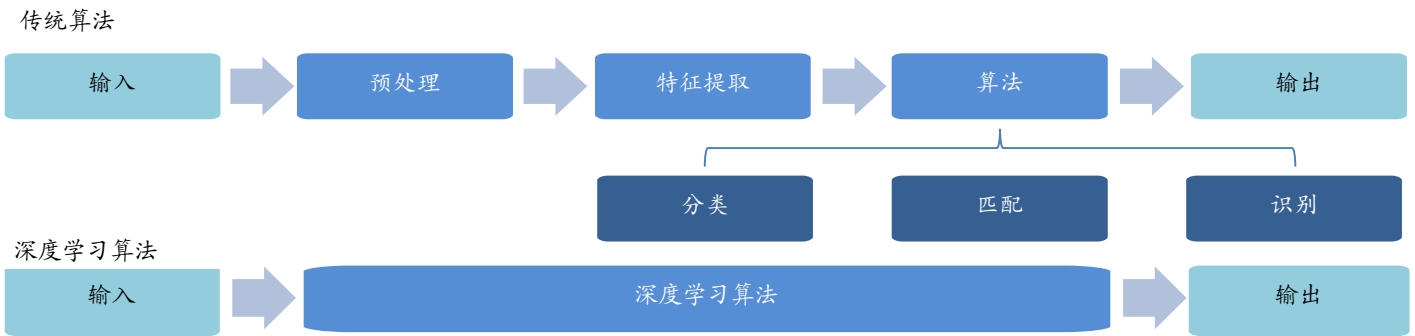 传统算法
输入 预处理 特征提取 算法 输出
分类 匹配 识别
深度学习算法
输入 深度学习算法 输出